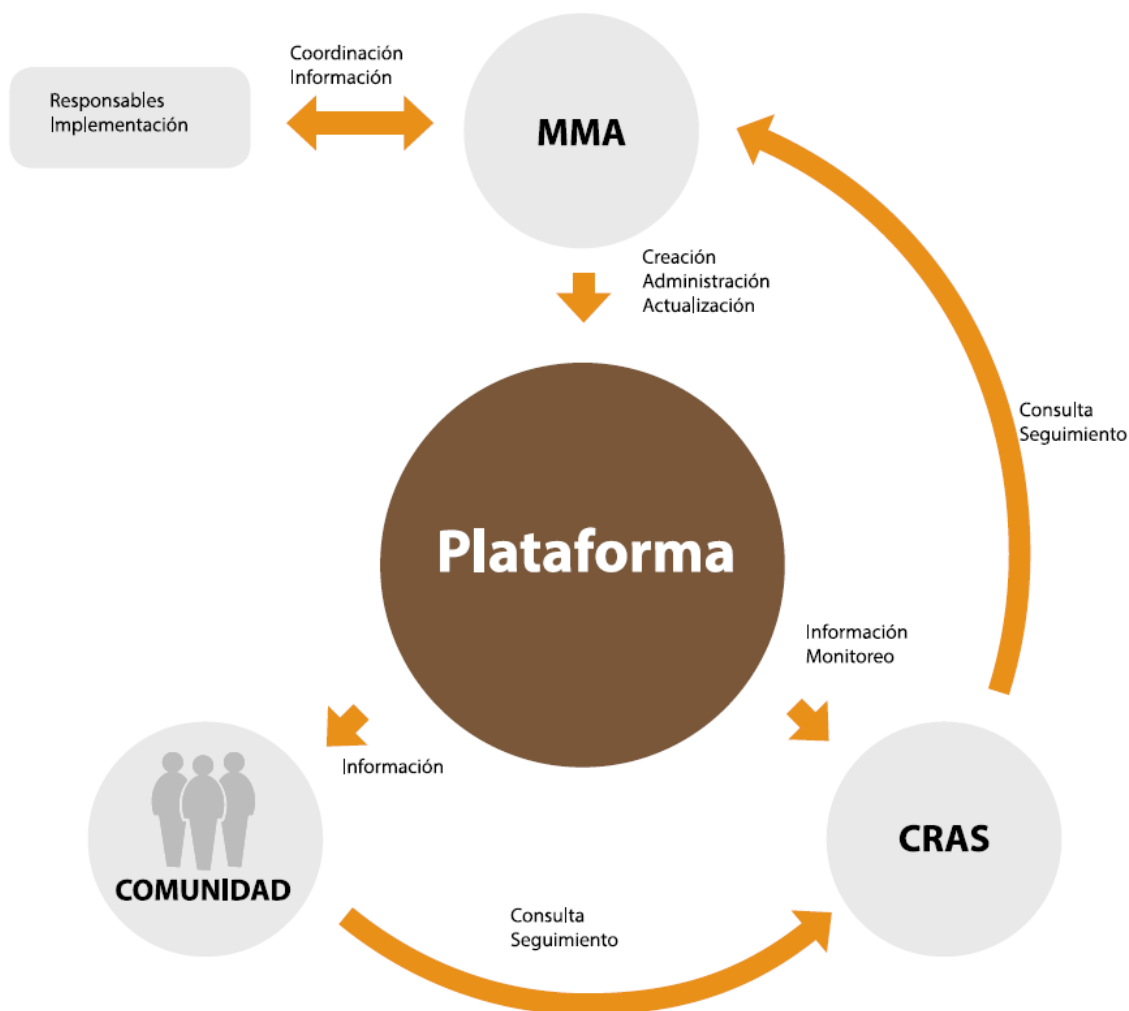 Coordinación
Información
Responsables
Implementación
MMA
Creación
Administración
Actualización
Consulta
Seguimiento
Plataforma
Información
Monitoreo
Información
CRAS
COMUNIDAD
Consulta
Seguimiento